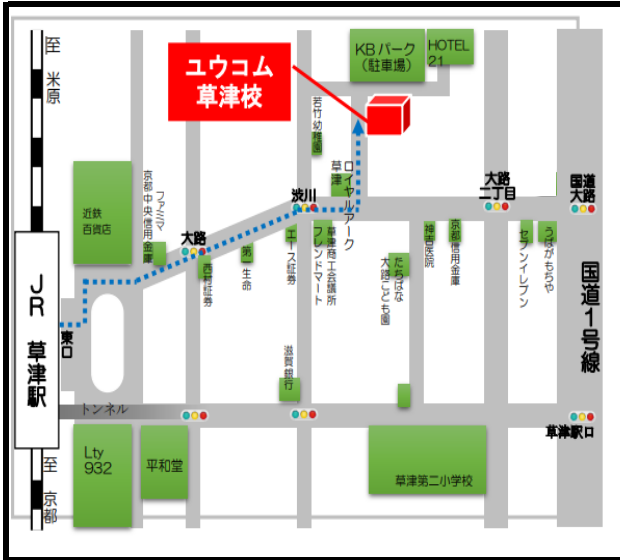 至
米原
ユウコム
草津校
KBパーク
（駐車場）
HOTEL
21
若竹幼稚園
ロイヤルアーク
草津
渋川
大路
二丁目
国道
大路
近鉄
百貨店
ファミマ
京都中央信用金庫
大路
西村証券
第一生命
エース証券
草津商工会議所
フレンドマート
たちばな
大路こども園
神吉医院
京都信用金庫
セブンイレブン
うばがもちや
国道１号線
JR 草津駅
東口
滋賀銀行
トンネル
草津駅口
至
京都
Lty
932
平和堂
草津第二小学校